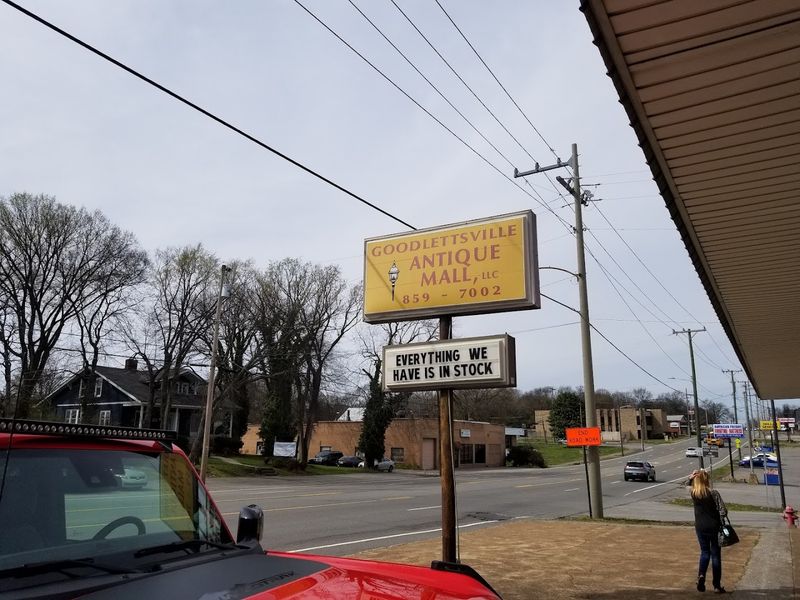 GOODLETTSVILLE
ANTIQUE
MALL, LLC
859 - 7002
EVERYTHING WE
HAVE IS IN STOCK
END
ROAD WORK